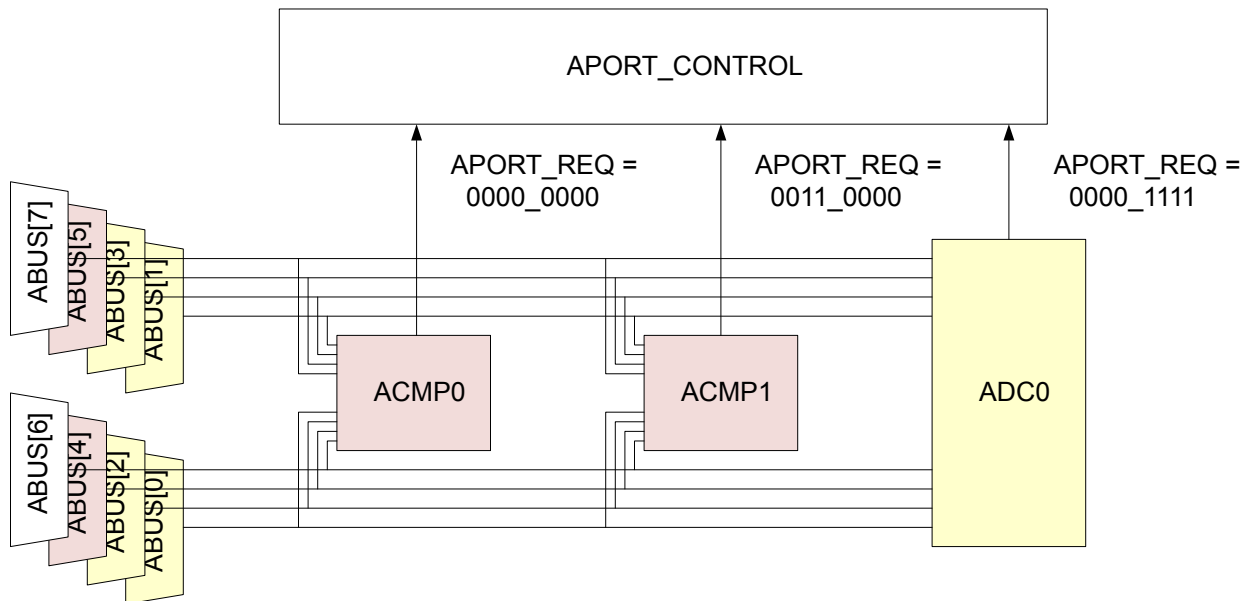 APORT_CONTROL
APORT_REQ =
0000_0000
APORT_REQ =
0011_0000
APORT_REQ =
0000_1111
ABUS[7]
ABUS[5]
ABUS[3]
ABUS[1]
ACMP0
ACMP1
ADC0
ABUS[6]
ABUS[4]
ABUS[2]
ABUS[0]